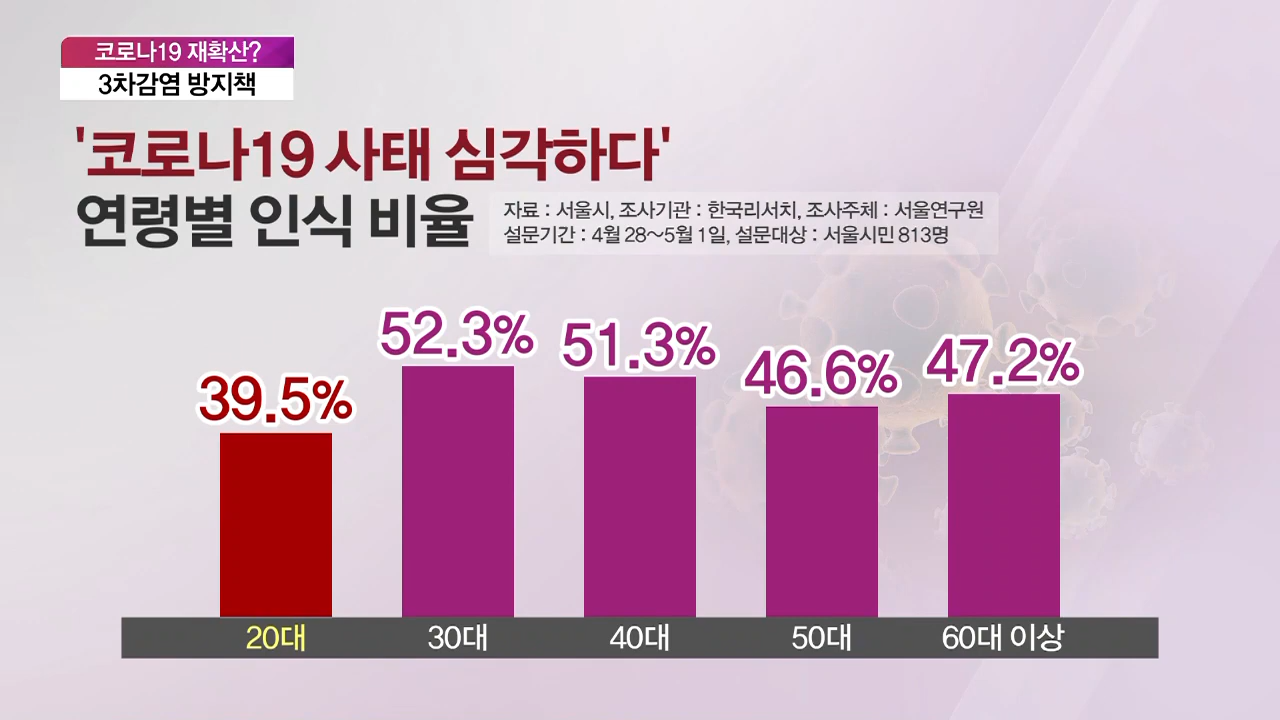 코로나19 재확산?
3차감염 방지책
'코로나19 사태 심각하다'
연령별 인식 비율
자료 : 서울시, 조사기관 : 한국리서치, 조사주체 : 서울연구원
설문기간 : 4월 28~5월 1일, 설문대상 : 서울시민 813명
39.5%
52.3%
51.3%
46.6%
47.2%
20대
30대
40대
50대
60대 이상